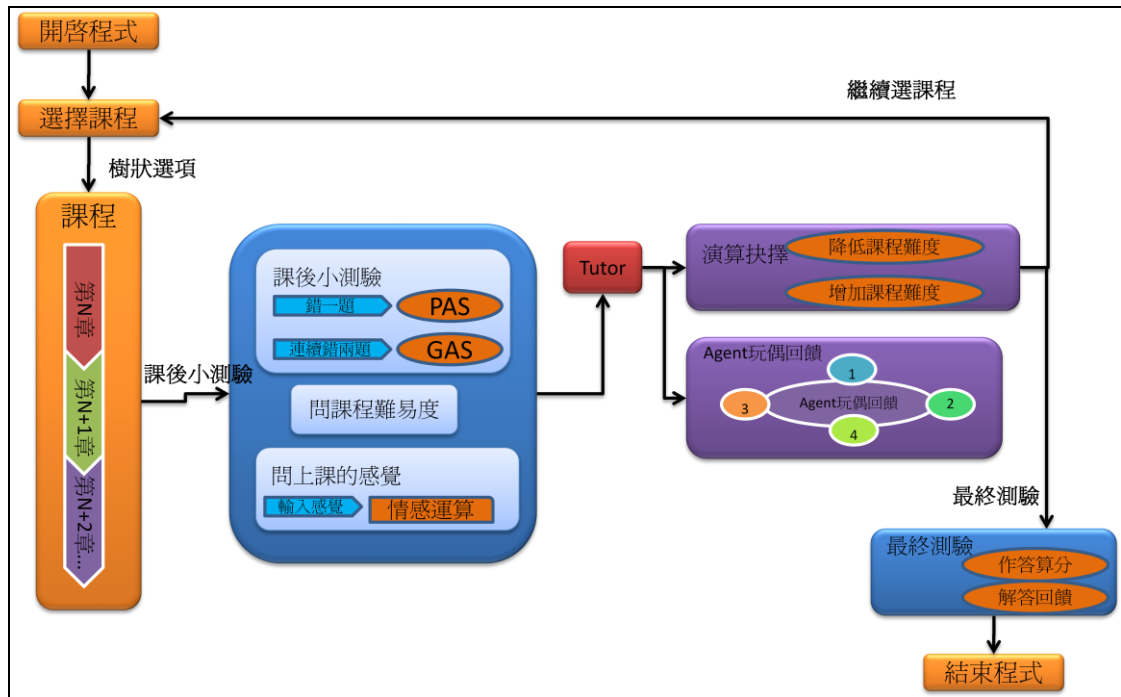 開啓程式
選擇課程
繼續選課程
樹狀選項
課程
第N章
第N+1章
第N+2章...
課後小測驗
課後小測驗
錯一題
PAS
連續錯兩題
GAS
問課程難易度
問上課的感覺
輸入感覺
情感運算
Tutor
演算抉擇
降低課程難度
增加課程難度
Agent玩偶回饋
1
3
Agent玩偶回饋
2
4
最終測驗
最終測驗
作答算分
解答回饋
結束程式